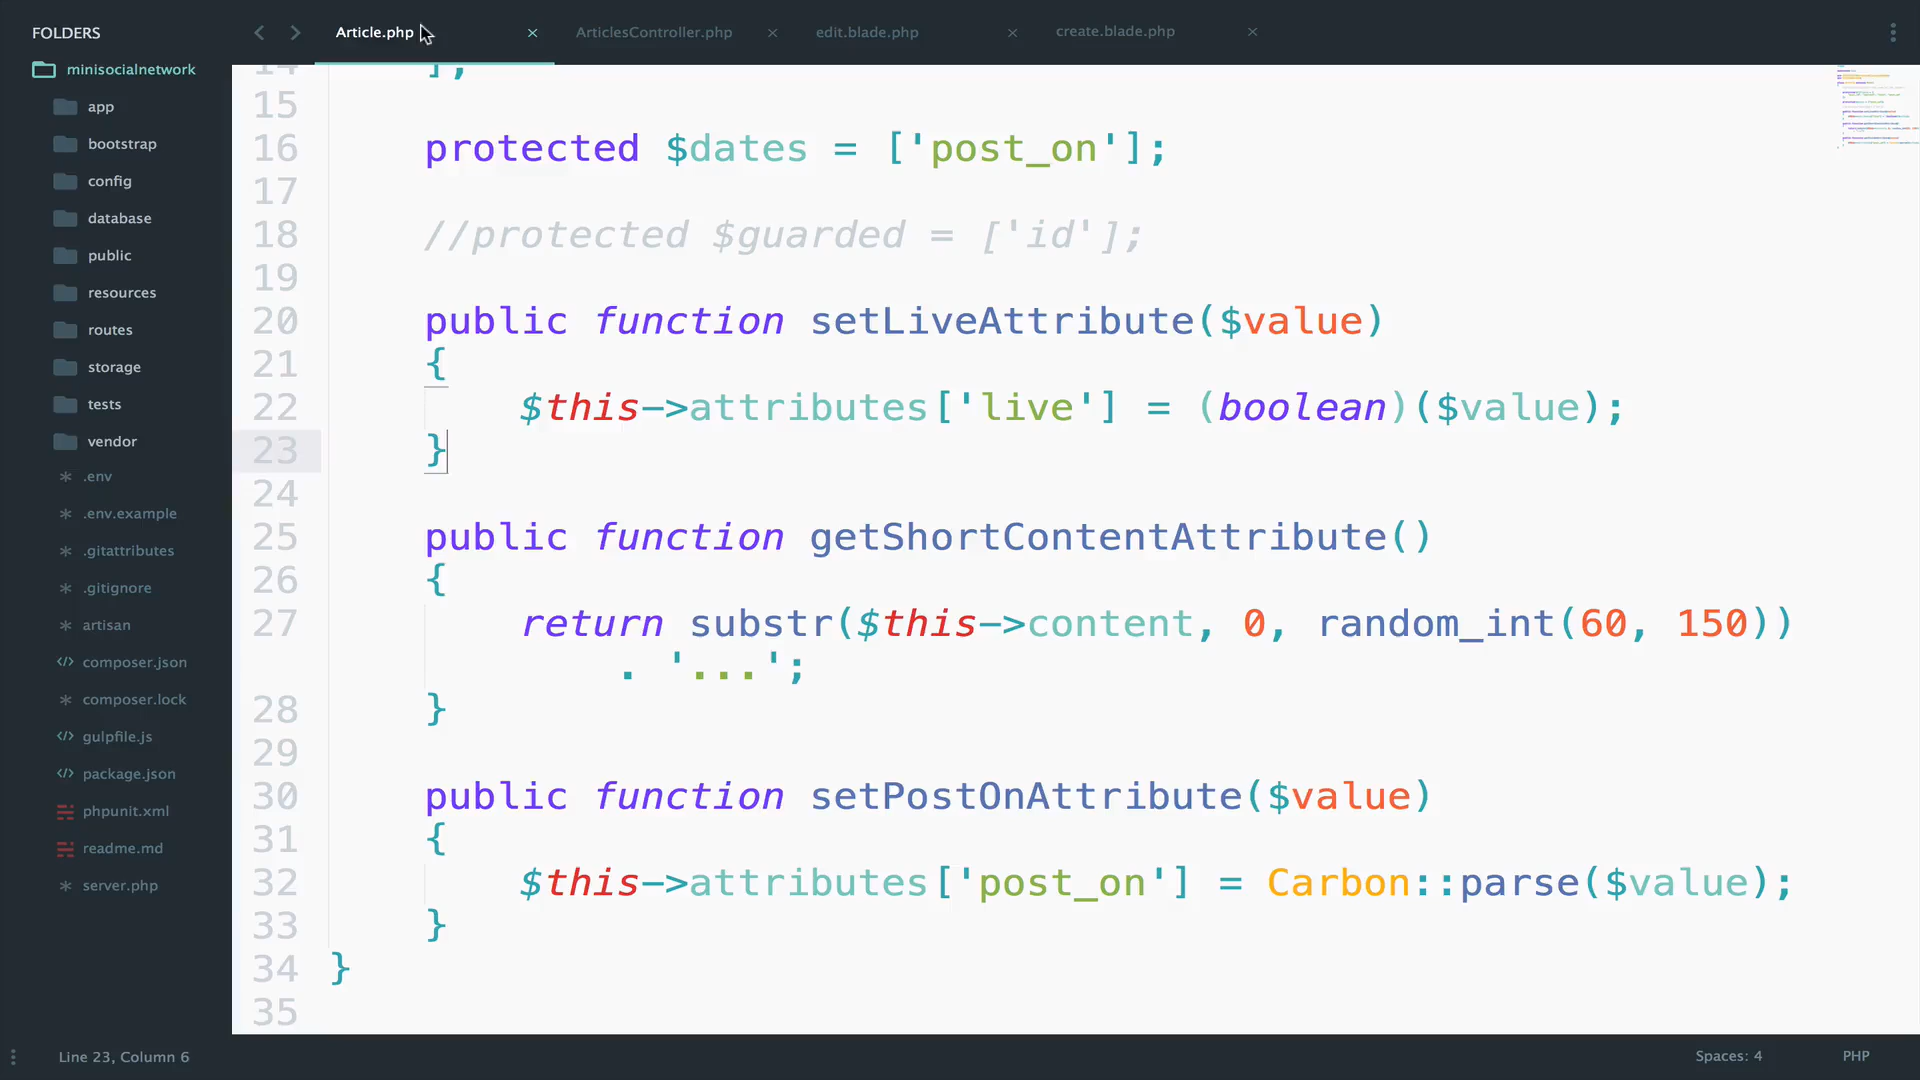 FOLDERS
minisocialnetwork
app
bootstrap
config
database
public
resources
routes
storage
tests
vendor
.env
.env.example
.gitattributes
.gitignore
artisan
composer.json
composer.lock
gulpfile.js
package.json
phpunit.xml
readme.md
server.php
Article.php × ArticlesController.php × edit.blade.php × create.blade.php ×
14 ];
15
16 protected $dates = ['post_on'];
17
18 //protected $guarded = ['id'];
19
20 public function setLiveAttribute($value)
21 {
22 $this->attributes['live'] = (boolean)($value);
23 }
24
25 public function getShortContentAttribute()
26 {
27 return substr($this->content, 0, random_int(60, 150))
. '...';
28 }
29
30 public function setPostOnAttribute($value)
31 {
32 $this->attributes['post_on'] = Carbon::parse($value);
33 }
34 }
35
Line 23, Column 6 Spaces: 4 PHP